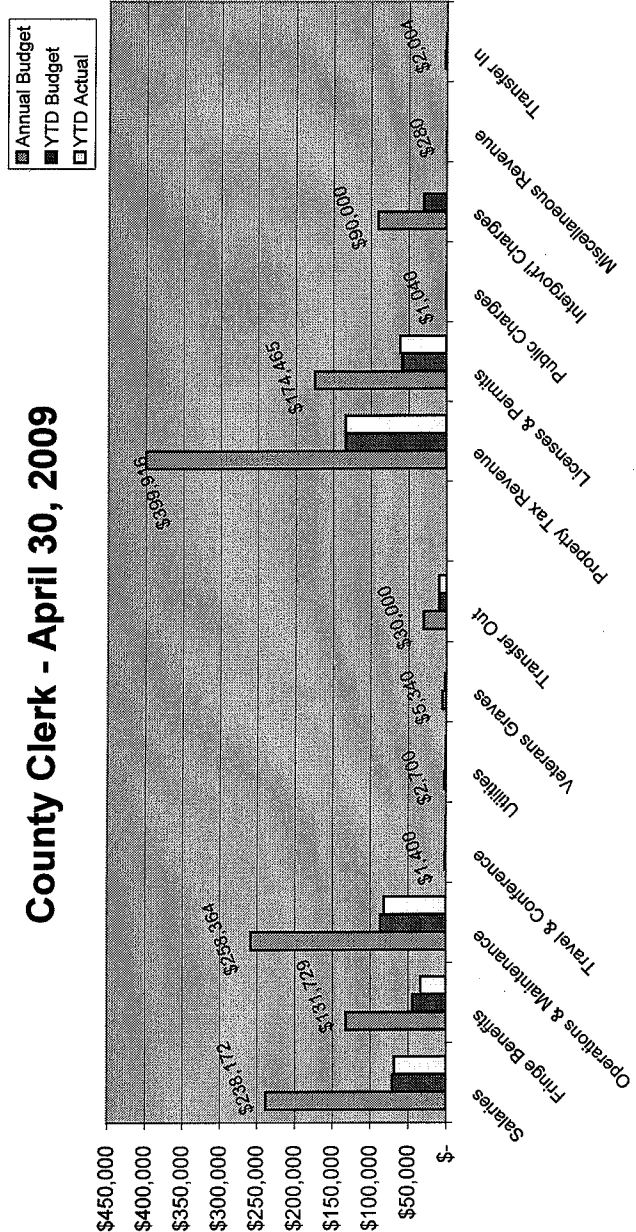 County Clerk - April 30, 2009
Annual Budget
YTD Budget
YTD Actual
$450,000
$400,000
$350,000
$300,000
$250,000
$200,000
$150,000
$100,000
$50,000
$-
$238,172
$131,729
$258,364
$1,400
$2,700
$5,340
$30,000
$399,916
$174,465
$1,040
$90,000
$280
$2,004
Salaries
Fringe Benefits
Operations & Maintenance
Travel & Conference
Utilities
Veterans Graves
Transfer Out
Property Tax Revenue
Licenses & Permits
Public Charges
Intergov't'l Charges
Miscellaneous Revenue
Transfer In